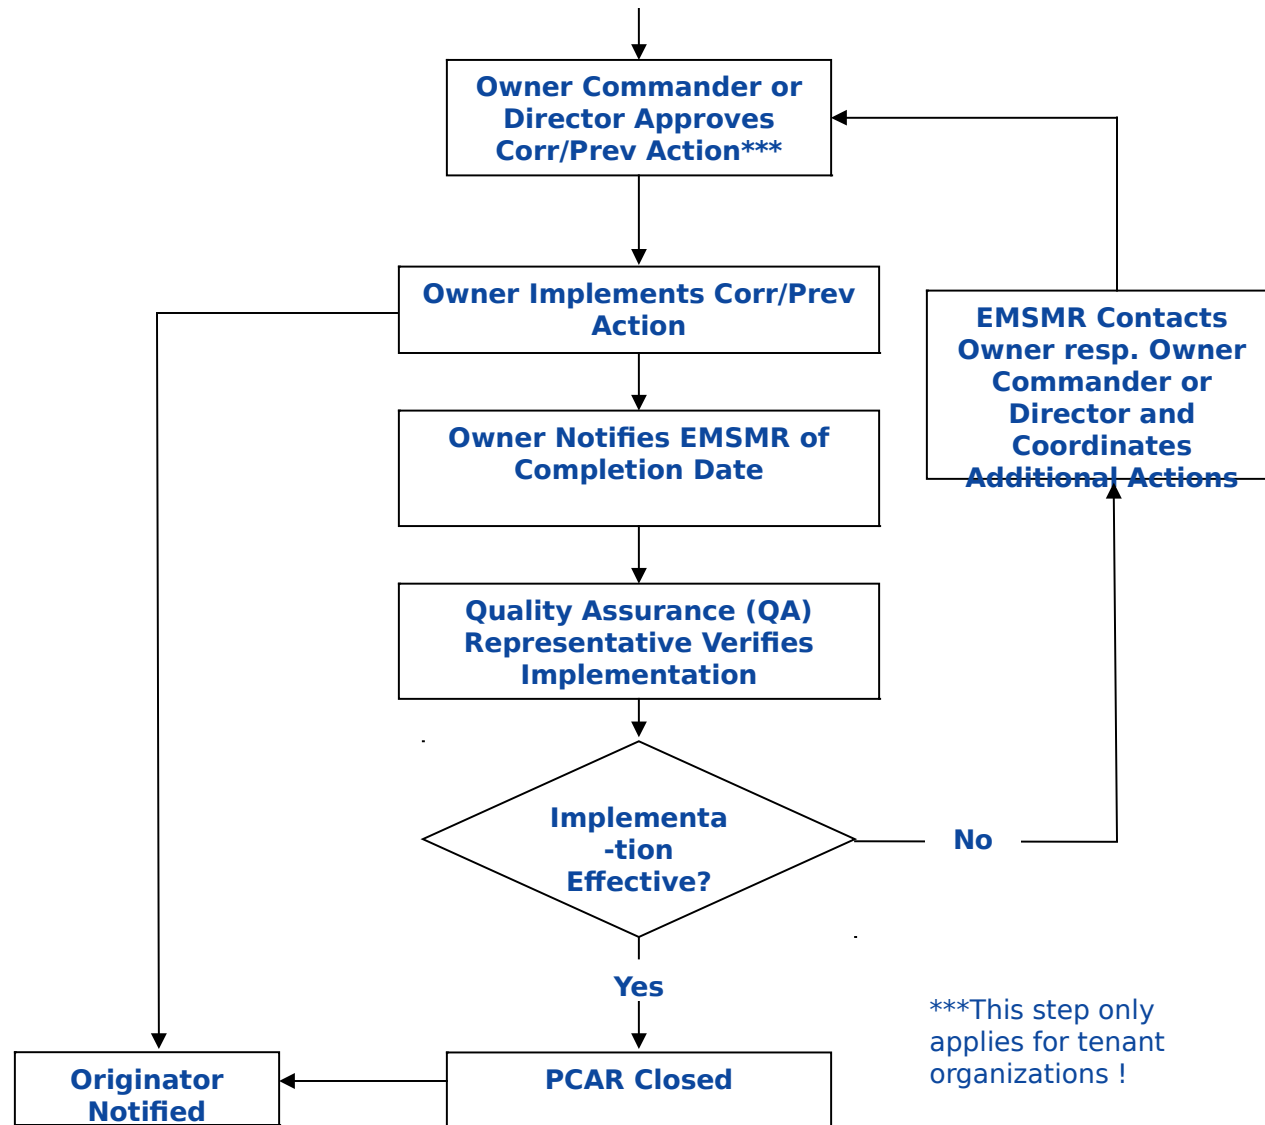 Owner Commander or
Director Approves
Corr/Prev Action***
Owner Implements Corr/Prev
Action
EMSMR Contacts
Owner resp. Owner
Commander or
Director and
Coordinates
Additional Actions
Owner Notifies EMSMR of
Completion Date
Quality Assurance (QA)
Representative Verifies
Implementation
Implementa
-tion
Effective?
No
Yes
***This step only
applies for tenant
organizations !
Originator
Notified
PCAR Closed